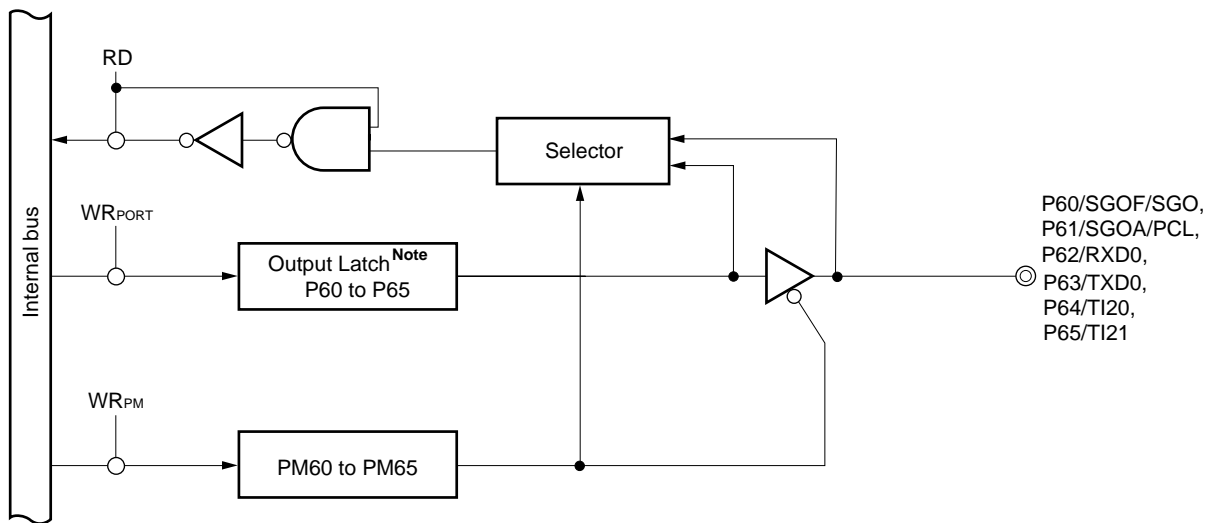 RD
Selector
Internal bus
WRPORT
Output Latch Note
P60 to P65
P60/SGOF/SGO,
P61/SGOA/PCL,
P62/RXD0,
P63/TXD0,
P64/TI20,
P65/TI21
WRPM
PM60 to PM65